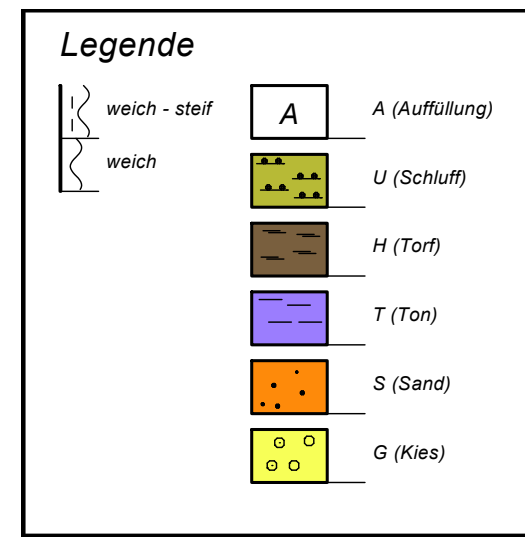 Legende
weich - steif
weich
A
A (Auffüllung)
U (Schluff)
H (Torf)
T (Ton)
S (Sand)
G (Kies)